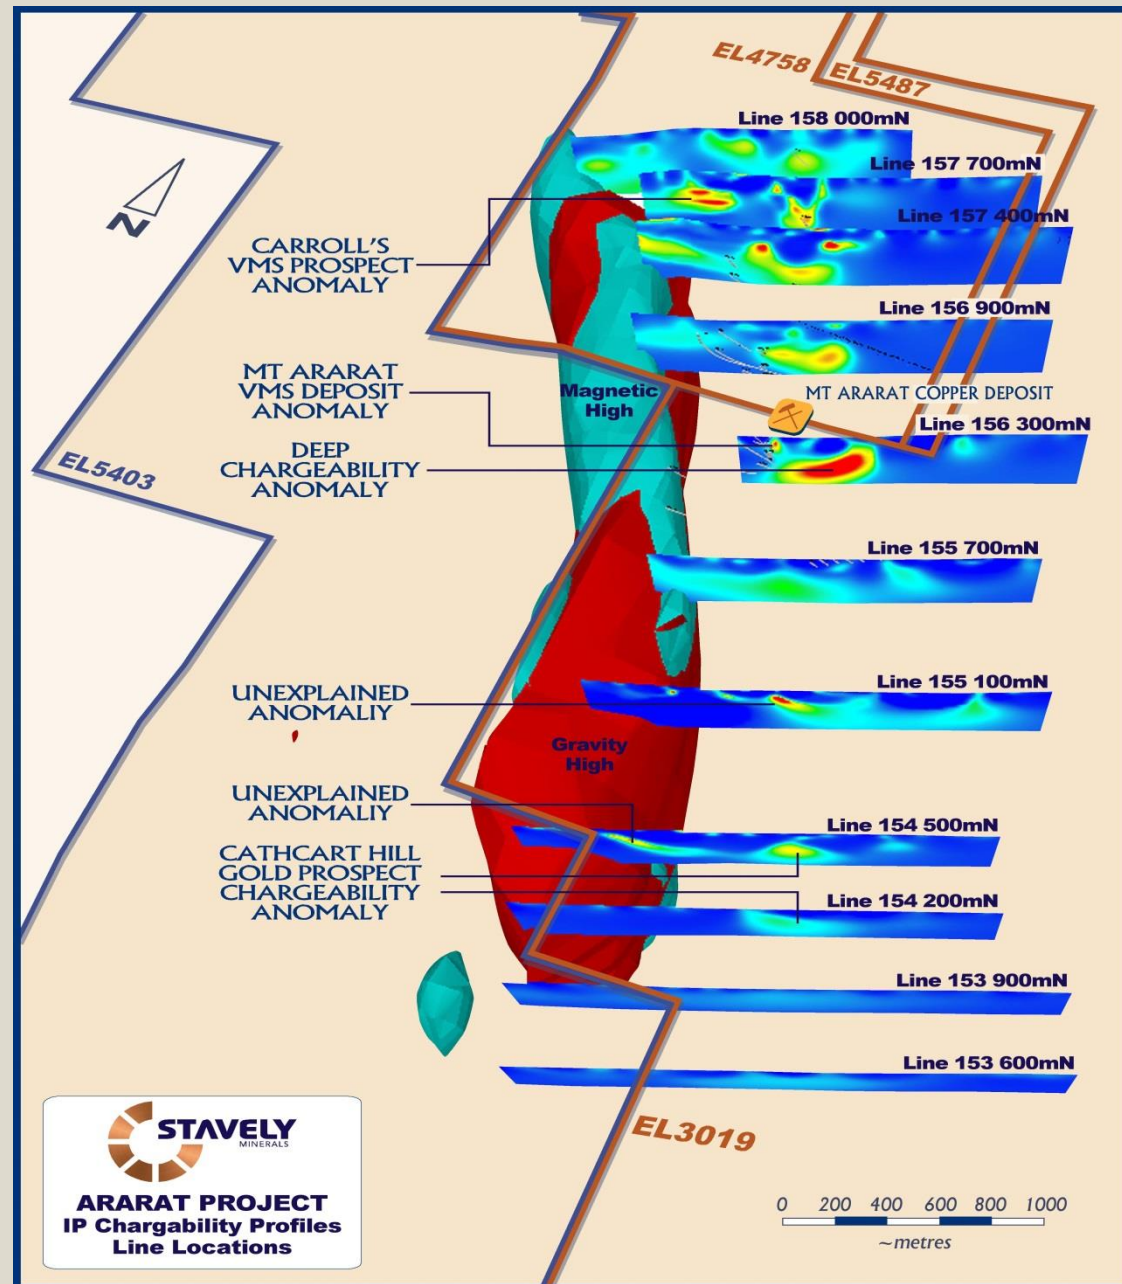 EL4758
EL5487
Line 158 000mN
Line 157 700mN
Line 157 400mN
N
CARROLL'S
VMS PROSPECT
ANOMALY
Line 156 900mN
MT ARARAT
VMS DEPOSIT
ANOMALY
Magnetic
High
MT ARARAT COPPER DEPOSIT
Line 156 300mN
DEEP
CHARGEABILITY
ANOMALY
EL5403
Line 155 700mN
Line 155 100mN
UNEXPLAINED
ANOMALIY
Gravity
High
UNEXPLAINED
ANOMALIY
Line 154 500mN
CATHCART HILL
GOLD PROSPECT
CHARGEABILITY
ANOMALY
Line 154 200mN
Line 153 900mN
Line 153 600mN
EL3019
STAVELY
MINERALS
ARARAT PROJECT
IP Chargability Profiles
Line Locations
0 200 400 600 800 1000
~metres